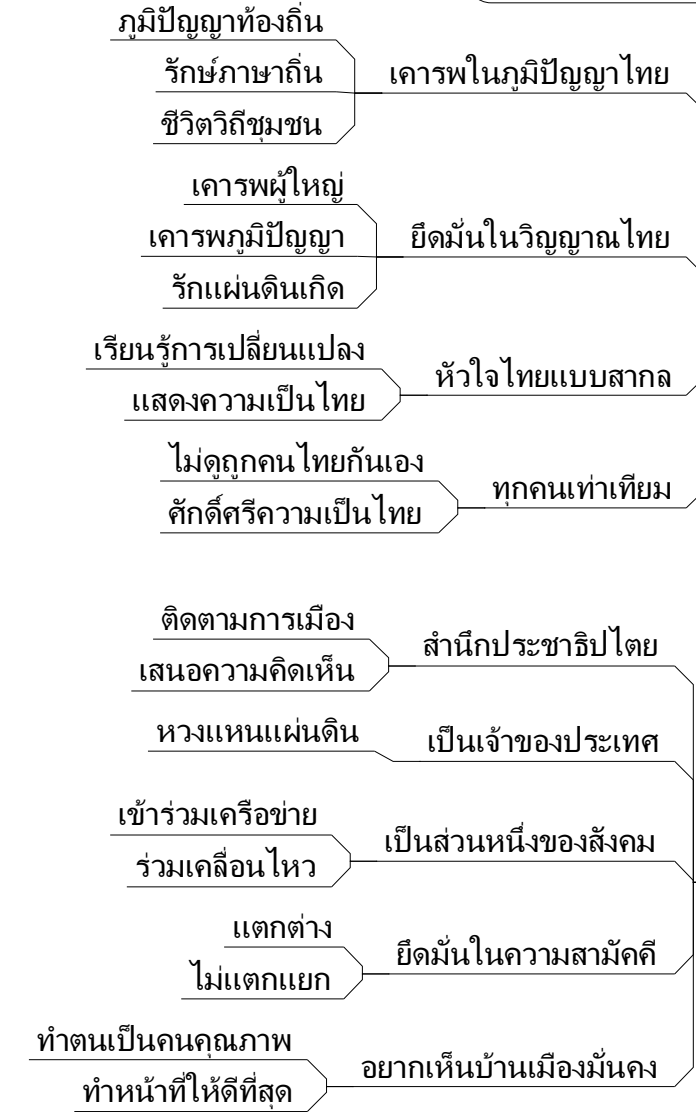 ภูมิปัญญาท้องถิ่น
รักษ์ภาษาถิ่น
ชีวิตวิถีชุมชน
เคารพในภูมิปัญญาไทย
เคารพผู้ใหญ่
เคารพภูมิปัญญา
รักแผ่นดินเกิด
ยึดมั่นในวิญญาณไทย
เรียนรู้การเปลี่ยนแปลง
แสดงความเป็นไทย
หัวใจไทยแบบสากล
ไม่ดูถูกคนไทยกันเอง
ศักดิ์ศรีความเป็นไทย
ทุกคนเท่าเทียม
ติดตามการเมือง
เสนอความคิดเห็น
สำนึกประชาธิปไตย
หวงแหนแผ่นดิน
เป็นเจ้าของประเทศ
เข้าร่วมเครือข่าย
ร่วมเคลื่อนไหว
เป็นส่วนหนึ่งของสังคม
แตกต่าง
ไม่แตกแยก
ยึดมั่นในความสามัคคี
ทำตนเป็นคนคุณภาพ
ทำหน้าที่ให้ดีที่สุด
อยากเห็นบ้านเมืองมั่นคง